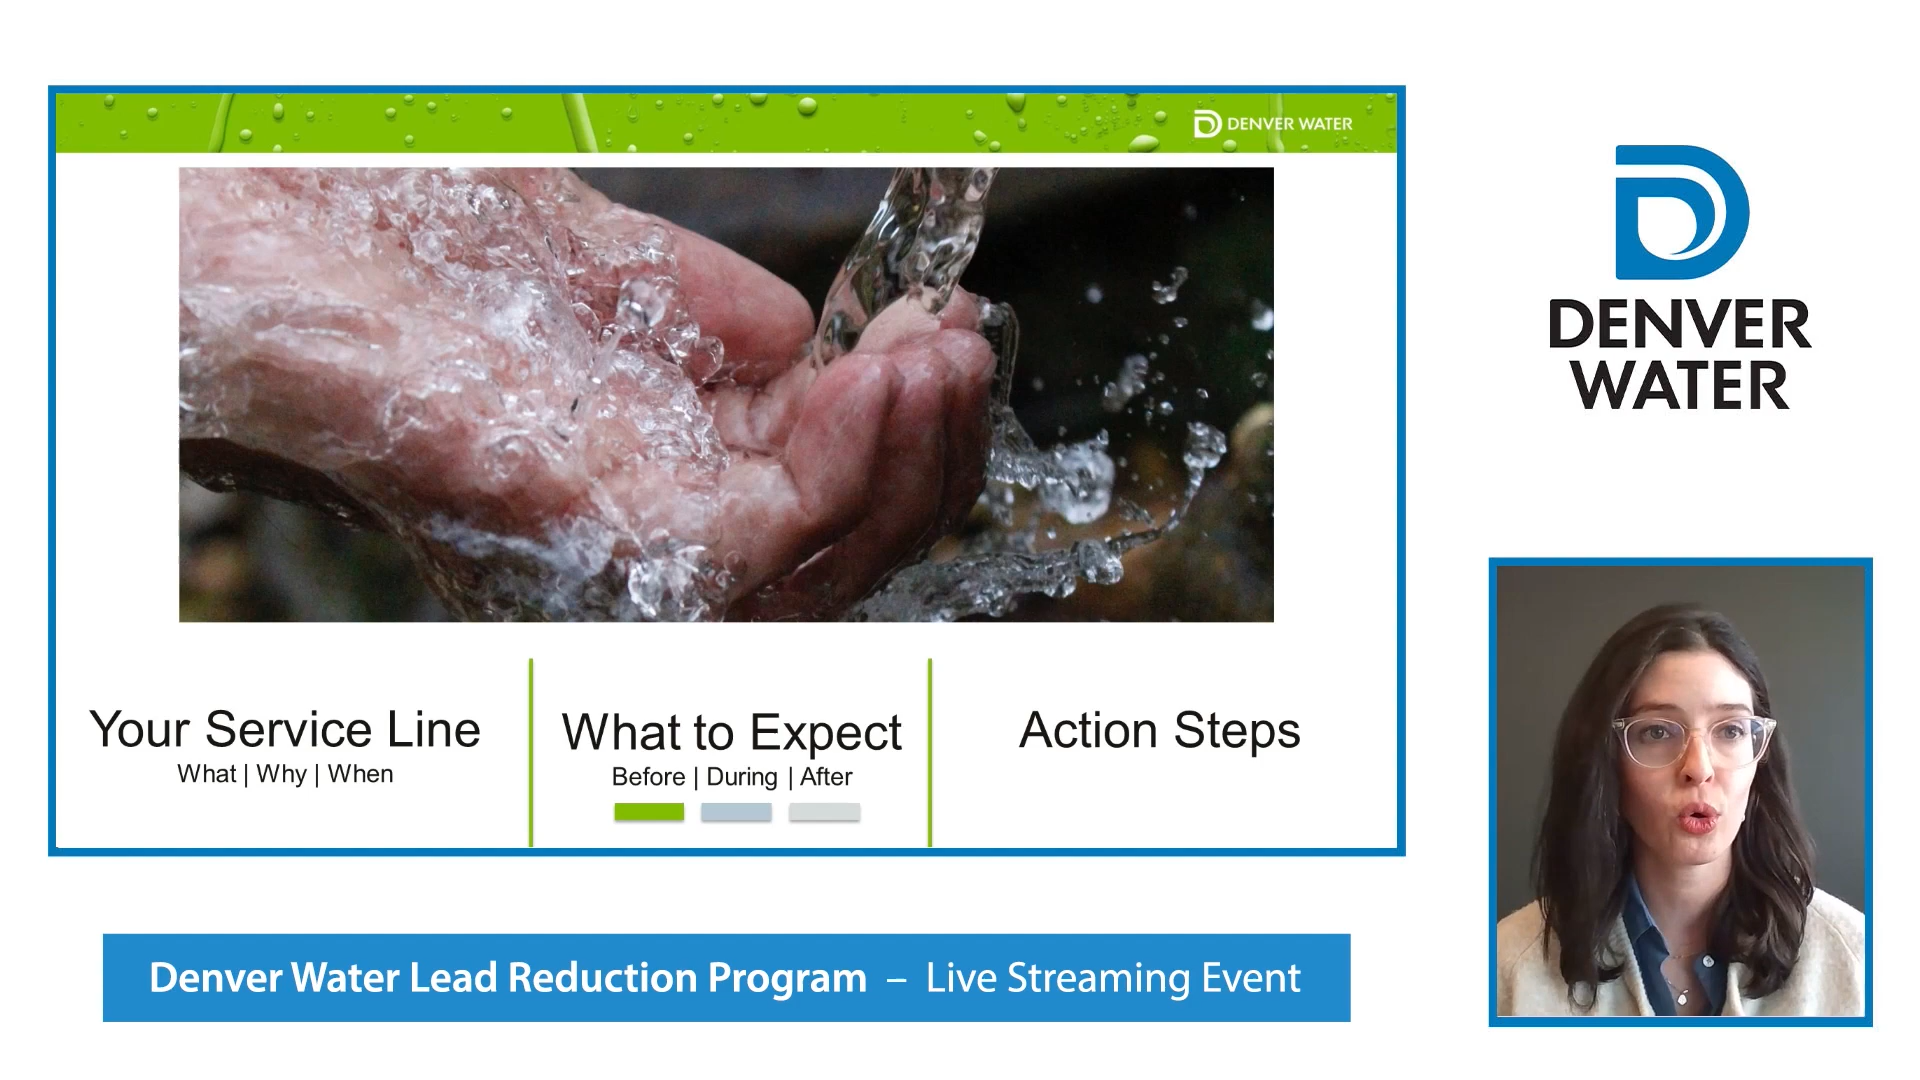 DENVER WATER
DENVER
WATER
Your Service Line
What | Why | When
What to Expect
Before | During | After
Action Steps
Denver Water Lead Reduction Program – Live Streaming Event